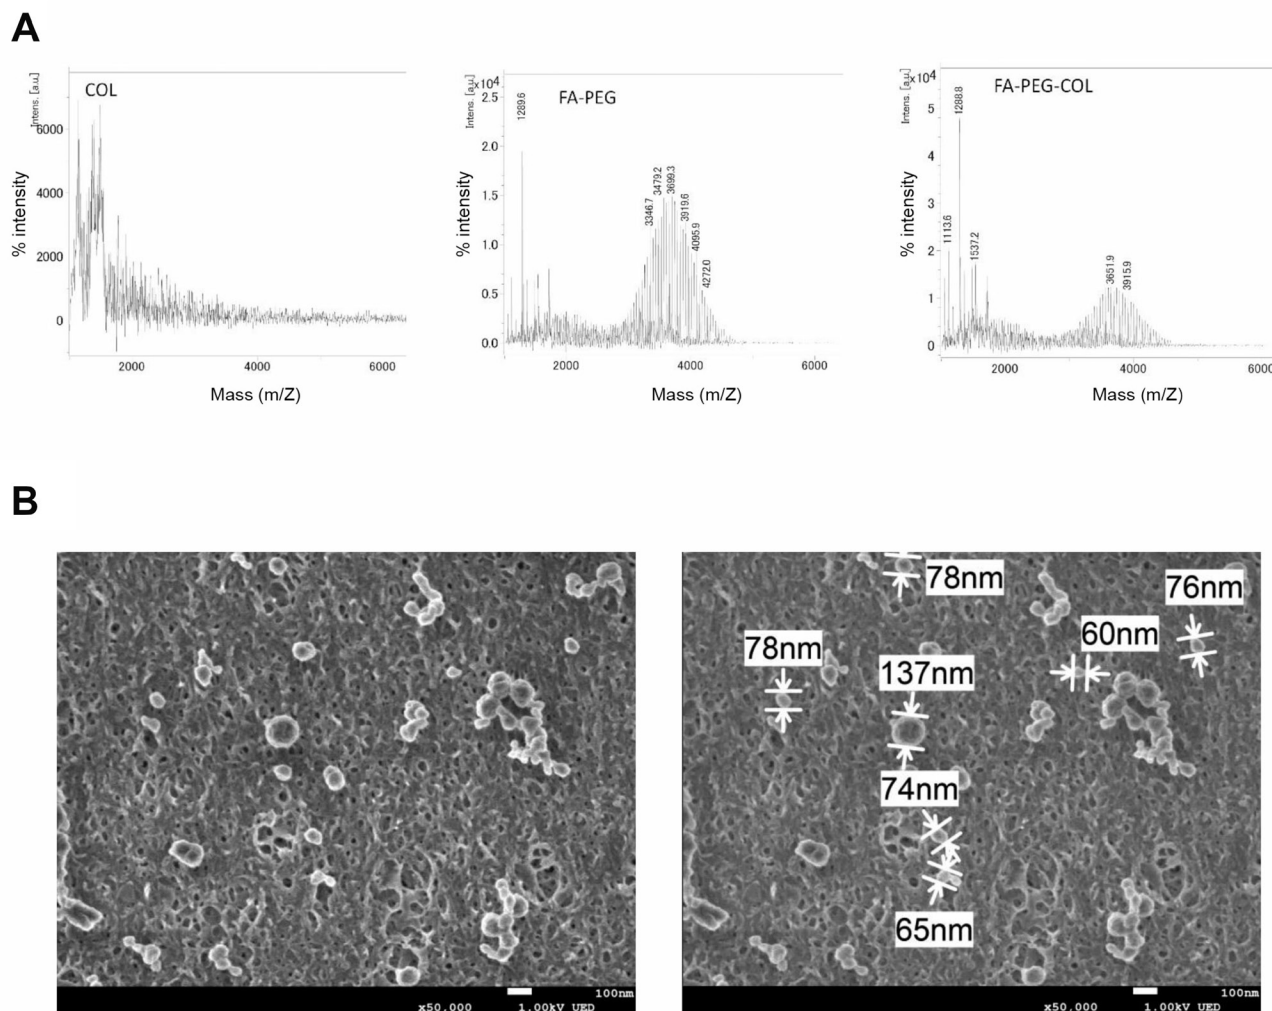 A
COL
Intens. [a.u.]
% intensity
6000
4000
2000
0
2000
4000
6000
Mass (m/Z)
FA-PEG
Intens. [a.u.]
x10⁴
% intensity
2.5
2.0
1.5
1.0
0.5
0.0
1289.6
3346.7
3479.2
3699.3
3919.6
4095.9
4272.0
2000
4000
6000
Mass (m/Z)
FA-PEG-COL
Intens. [a.u.]
x10⁴
% intensity
5
4
3
2
1
0
1113.6
1288.8
1537.2
3651.9
3915.9
2000
4000
6000
Mass (m/Z)
B
100nm
x50,000 1.00kV UED
78nm
76nm
60nm
78nm
137nm
74nm
65nm
100nm
x50,000 1.00kV UED